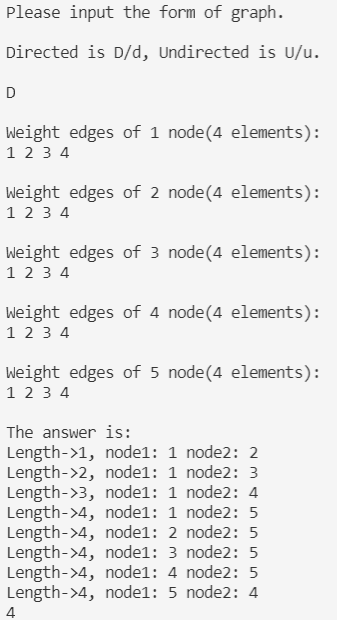 Please input the form of graph.
Directed is D/d, Undirected is U/u.
D
Weight edges of 1 node(4 elements):
1 2 3 4
Weight edges of 2 node(4 elements):
1 2 3 4
Weight edges of 3 node(4 elements):
1 2 3 4
Weight edges of 4 node(4 elements):
1 2 3 4
Weight edges of 5 node(4 elements):
1 2 3 4
The answer is:
Length->1, node1: 1 node2: 2
Length->2, node1: 1 node2: 3
Length->3, node1: 1 node2: 4
Length->4, node1: 1 node2: 5
Length->4, node1: 2 node2: 5
Length->4, node1: 3 node2: 5
Length->4, node1: 4 node2: 5
Length->4, node1: 5 node2: 4
4